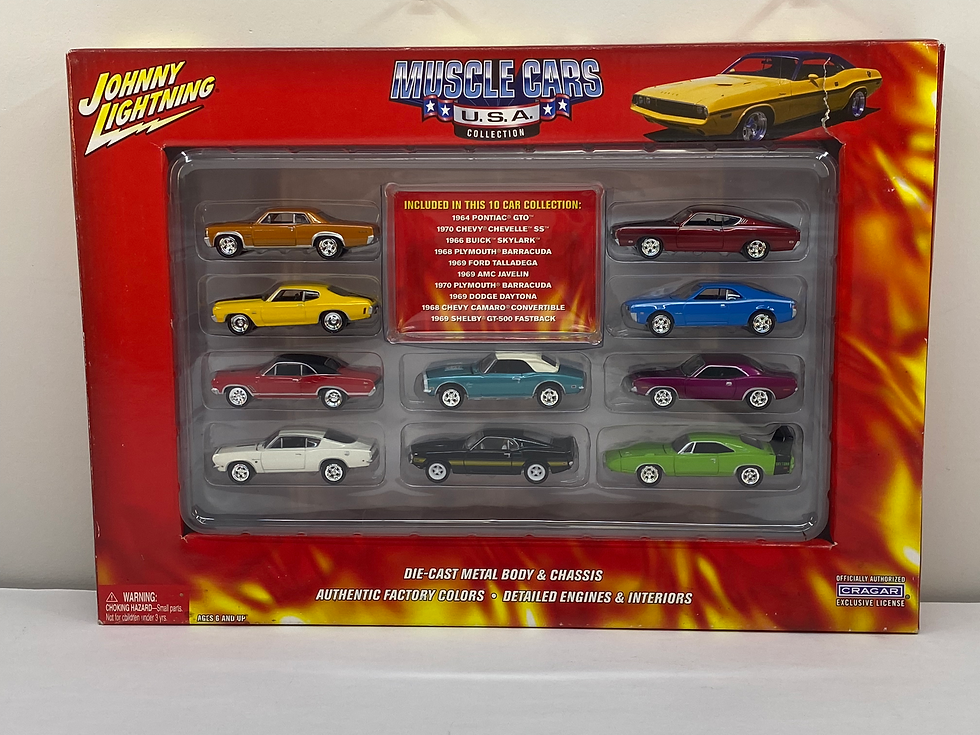 JOHNNY
LIGHTNING
MUSCLE CARS
U.S.A.
COLLECTION
INCLUDED IN THIS 10 CAR COLLECTION:
1964 PONTIAC® GTO™
1970 CHEVY® CHEVELLE™ SS™
1966 BUICK™ SKYLARK™
1968 PLYMOUTH® BARRACUDA
1969 FORD TALLADEGA
1969 AMC JAVELIN
1970 PLYMOUTH® BARRACUDA
1969 DODGE DAYTONA
1968 CHEVY CAMARO® CONVERTIBLE
1969 SHELBY® GT-500 FASTBACK
DIE-CAST METAL BODY & CHASSIS
AUTHENTIC FACTORY COLORS • DETAILED ENGINES & INTERIORS
WARNING:
CHOKING HAZARD—Small parts.
Not for children under 3 yrs.
AGES 6 AND UP
OFFICIALLY AUTHORIZED
CRAGAR®
EXCLUSIVE LICENSE